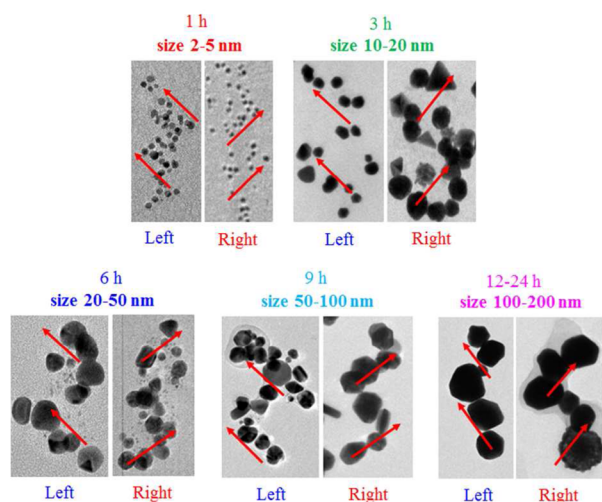 1 h
size 2-5 nm
3 h
size 10-20 nm
Left
Right
Left
Right
6 h
size 20-50 nm
9 h
size 50-100 nm
12-24 h
size 100-200 nm
Left
Right
Left
Right
Left
Right